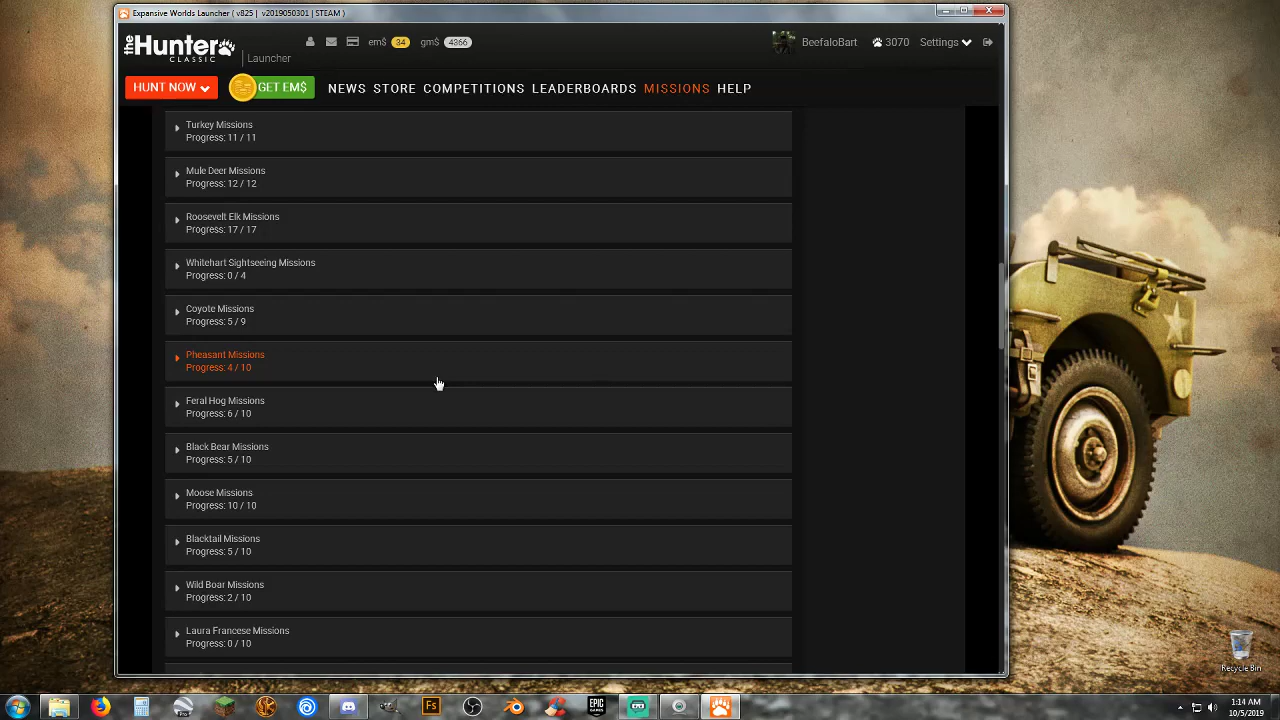 Expansive Worlds Launcher ( v825 | v2019050301 | STEAM )
theHunter
CLASSIC
Launcher
em$ 34 gm$ 4366
BeefaloBart 3070 Settings
HUNT NOW GET EM$ NEWS STORE COMPETITIONS LEADERBOARDS MISSIONS HELP
Turkey Missions
Progress: 11 / 11
Mule Deer Missions
Progress: 12 / 12
Roosevelt Elk Missions
Progress: 17 / 17
Whitehart Sightseeing Missions
Progress: 0 / 4
Coyote Missions
Progress: 5 / 9
Pheasant Missions
Progress: 4 / 10
Feral Hog Missions
Progress: 6 / 10
Black Bear Missions
Progress: 5 / 10
Moose Missions
Progress: 10 / 10
Blacktail Missions
Progress: 5 / 10
Wild Boar Missions
Progress: 2 / 10
Laura Francese Missions
Progress: 0 / 10
Recycle Bin
Fs
EPIC
GAMES
1:14 AM
10/5/2019